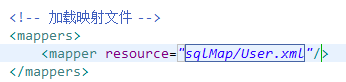 <!-- 加载映射文件 -->
<mappers>
<mapper resource="sqlMap/User.xml"/>
</mappers>